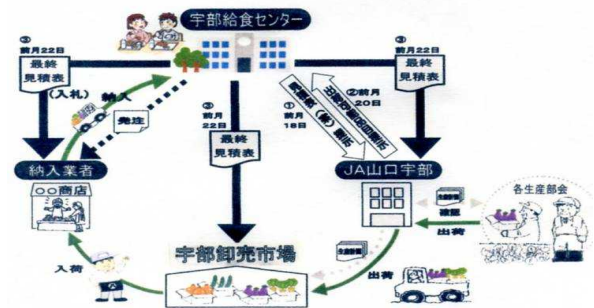 宇部給食センター
③
前月22日
最終
見積表
(入札)
納入
発注
③
前月
22日
最終
見積表
①
前月
18日
②前月
20日
③
前月22日
最終
見積表
納入業者
〇〇商店
JA山口宇部
各生産部会
確認
出荷
宇部卸売市場
入荷
出荷